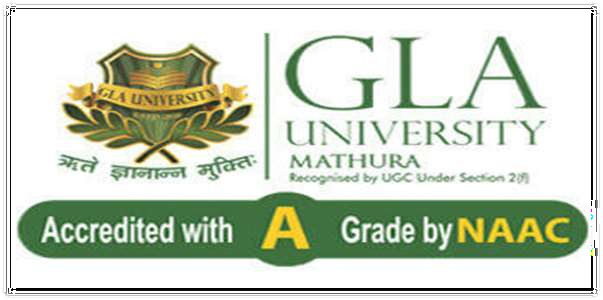 GLA UNIVERSITY
ऋते ज्ञानान्न मुक्तिः
GLA
UNIVERSITY
MATHURA
Recognised by UGC Under Section 2(f)
Accredited with A Grade by NAAC